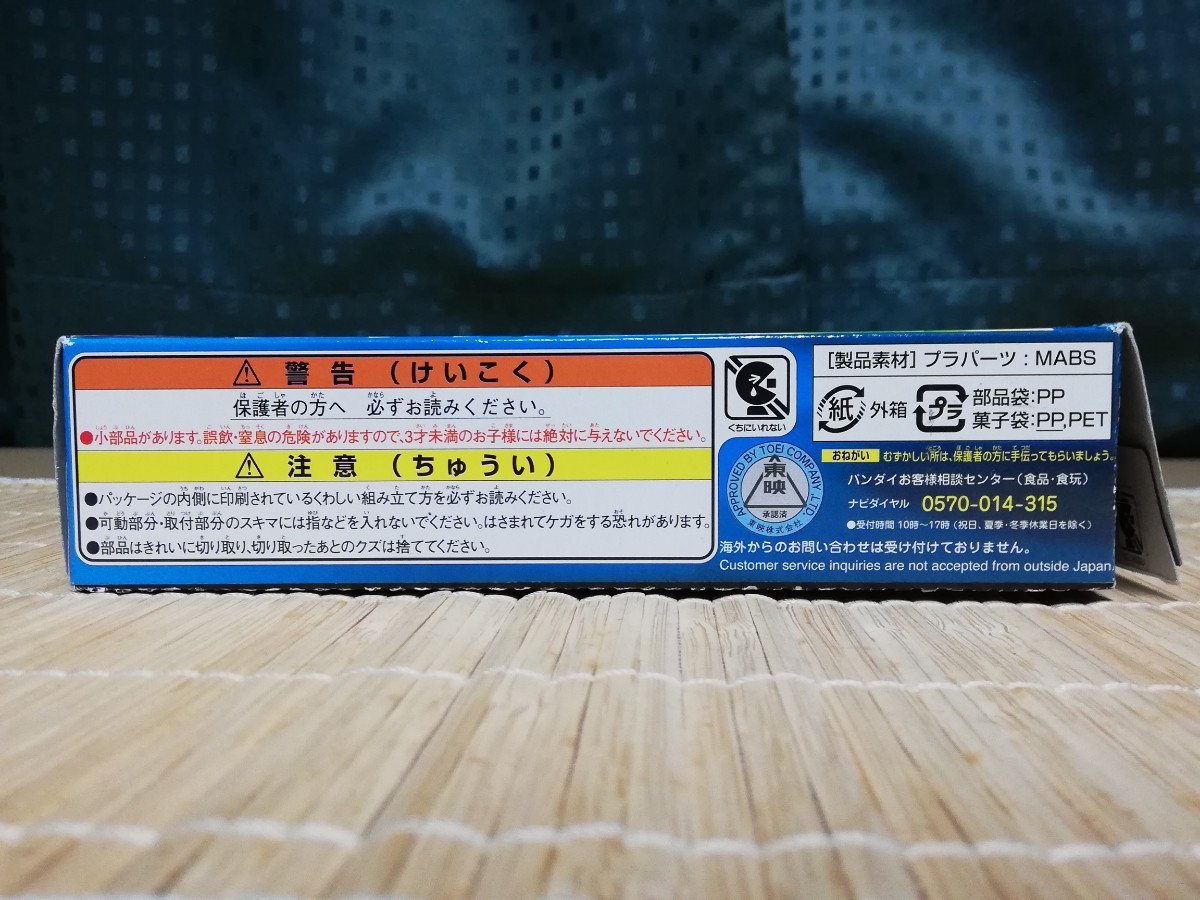 ⚠ 警告 (けいこく)
保護者の方へ 必ずお読みください。
●小部品があります。誤飲・窒息の危険がありますので、3才未満のお子様には絶対に与えないでください。
⚠ 注意 (ちゅうい)
●パッケージの内側に印刷されているくわしい組み立て方を必ずお読みください。
●可動部分・取付部分のスキマには指などを入れないでください。はさまれてケガをする恐れがあります。
●部品はきれいに切り取り、切り取ったあとのクズは捨ててください。
くちにいれない
APPROVED BY TOEI COMPANY, LTD.
東映
承認済
東映株式会社
[製品素材] プラパーツ:MABS
紙 外箱
プラ 部品袋:PP
菓子袋:PP,PET
おねがい むずかしい所は、保護者の方に手伝ってもらいましょう。
バンダイお客様相談センター(食品・食玩)
ナビダイヤル 0570-014-315
●受付時間 10時〜17時 (祝日、夏季・冬季休業日を除く)
海外からのお問い合わせは受け付けておりません。
Customer service inquiries are not accepted from outside Japan.